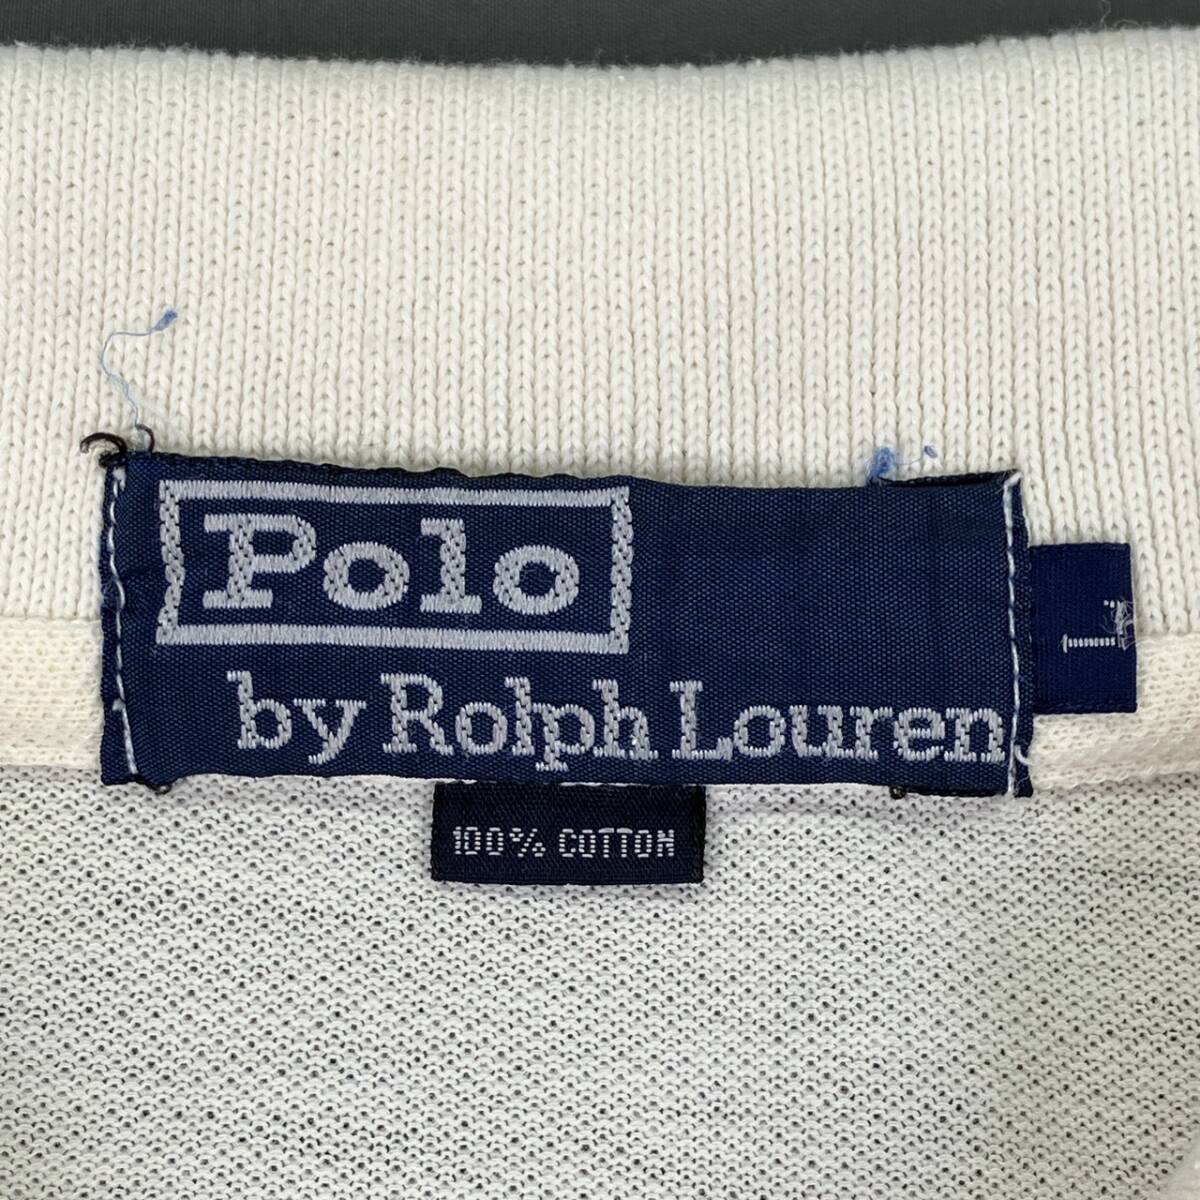 Polo
by Rolph Louren
L
100% COTTON